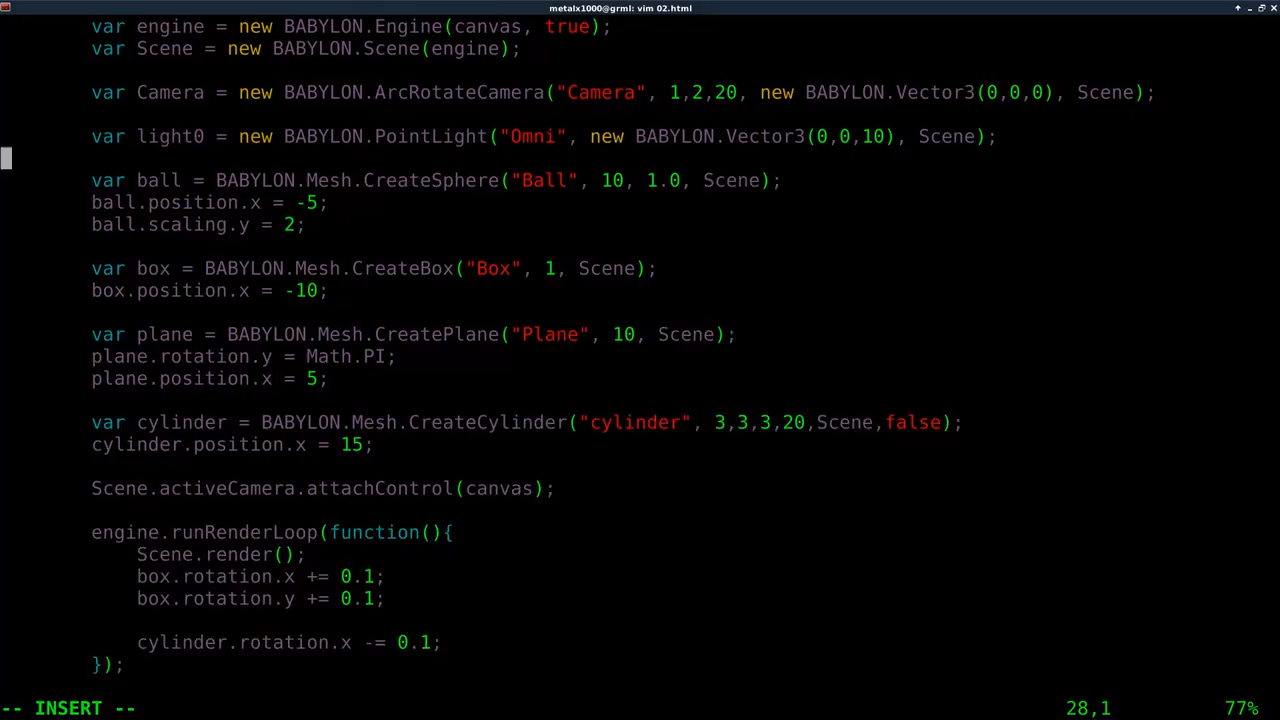 metalx1000@grml: vim 02.html
var engine = new BABYLON.Engine(canvas, true);
var Scene = new BABYLON.Scene(engine);
var Camera = new BABYLON.ArcRotateCamera("Camera", 1,2,20, new BABYLON.Vector3(0,0,0), Scene);
var light0 = new BABYLON.PointLight("Omni", new BABYLON.Vector3(0,0,10), Scene);
var ball = BABYLON.Mesh.CreateSphere("Ball", 10, 1.0, Scene);
ball.position.x = -5;
ball.scaling.y = 2;
var box = BABYLON.Mesh.CreateBox("Box", 1, Scene);
box.position.x = -10;
var plane = BABYLON.Mesh.CreatePlane("Plane", 10, Scene);
plane.rotation.y = Math.PI;
plane.position.x = 5;
var cylinder = BABYLON.Mesh.CreateCylinder("cylinder", 3,3,3,20,Scene,false);
cylinder.position.x = 15;
Scene.activeCamera.attachControl(canvas);
engine.runRenderLoop(function(){
Scene.render();
box.rotation.x += 0.1;
box.rotation.y += 0.1;
cylinder.rotation.x -= 0.1;
});
-- INSERT -- 28,1 77%